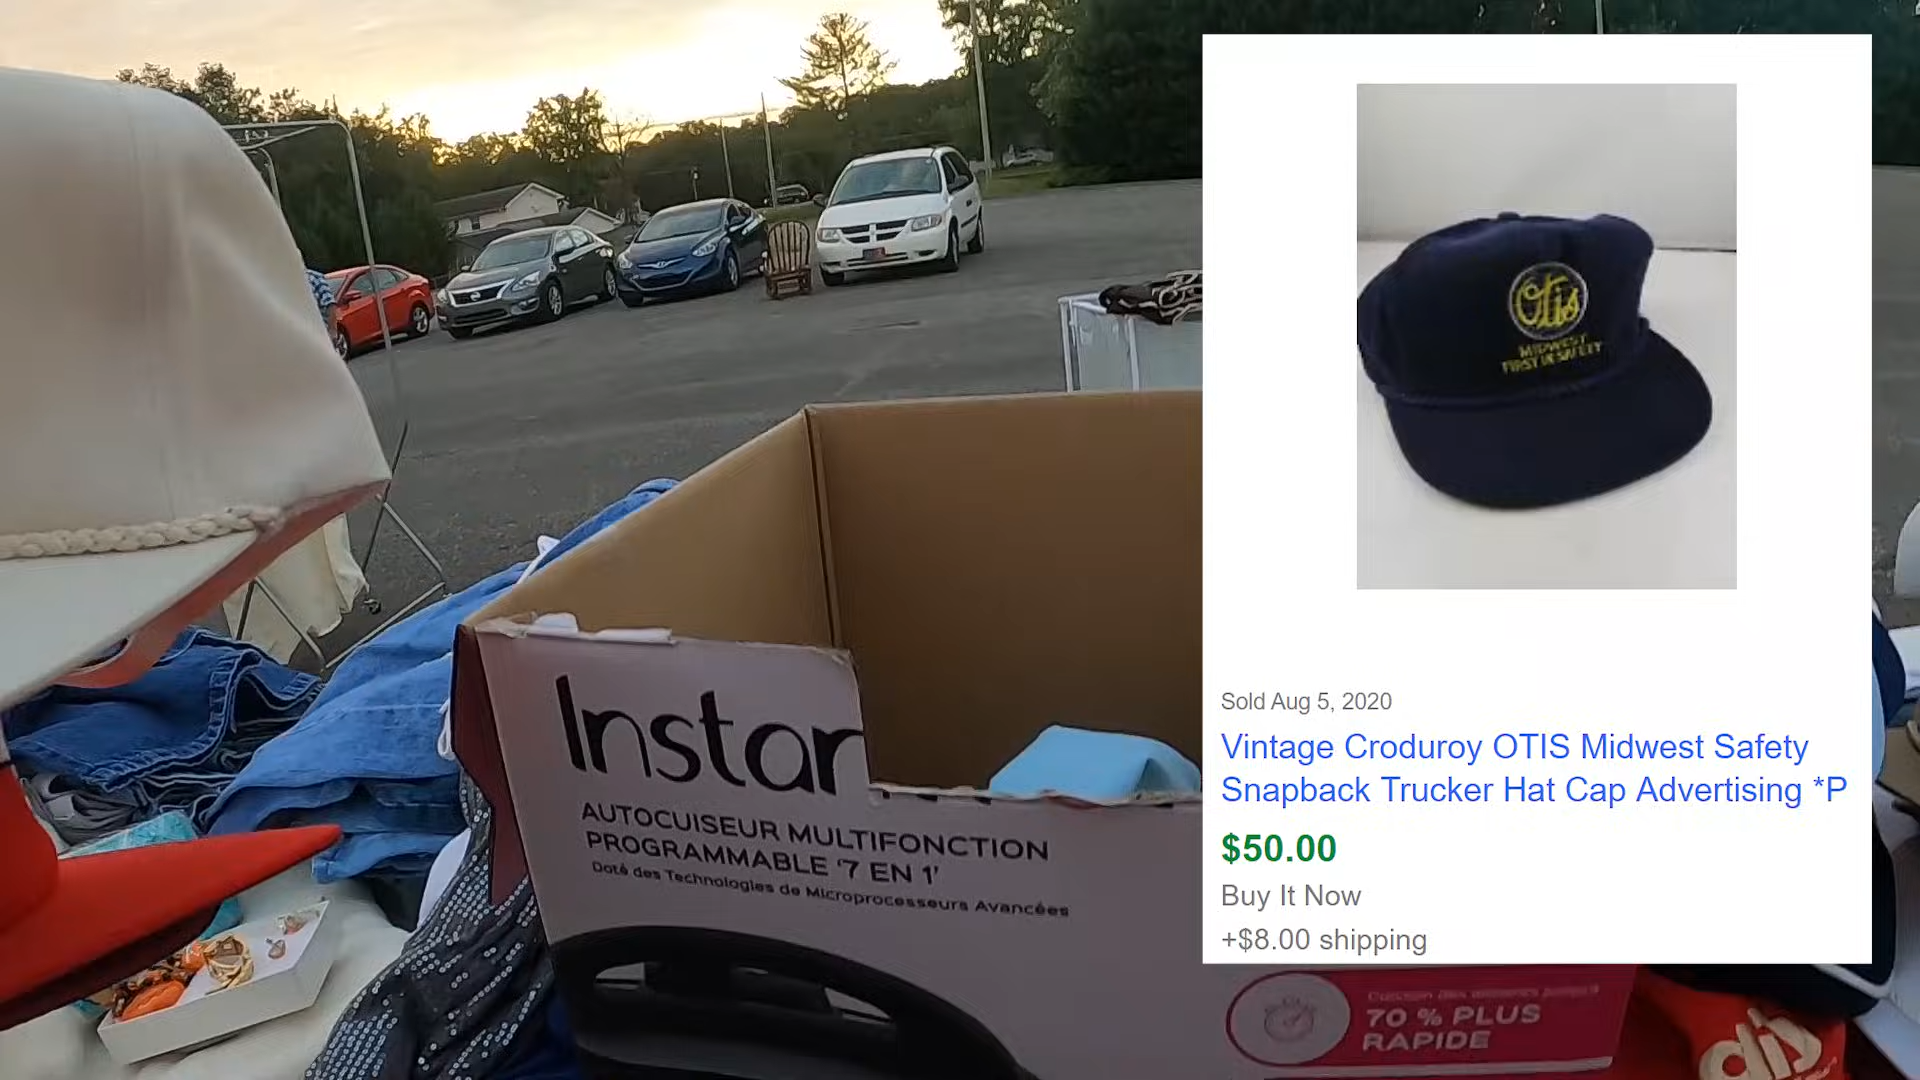 Otis
MIDWEST
FIRST IN SAFETY
Sold Aug 5, 2020
Vintage Croduroy OTIS Midwest Safety
Snapback Trucker Hat Cap Advertising *P
$50.00
Buy It Now
+$8.00 shipping
Instan
AUTOCUISEUR MULTIFONCTION
PROGRAMMABLE '7 EN 1'
Doté des Technologies de Microprocesseurs Avancées
70 % PLUS
RAPIDE